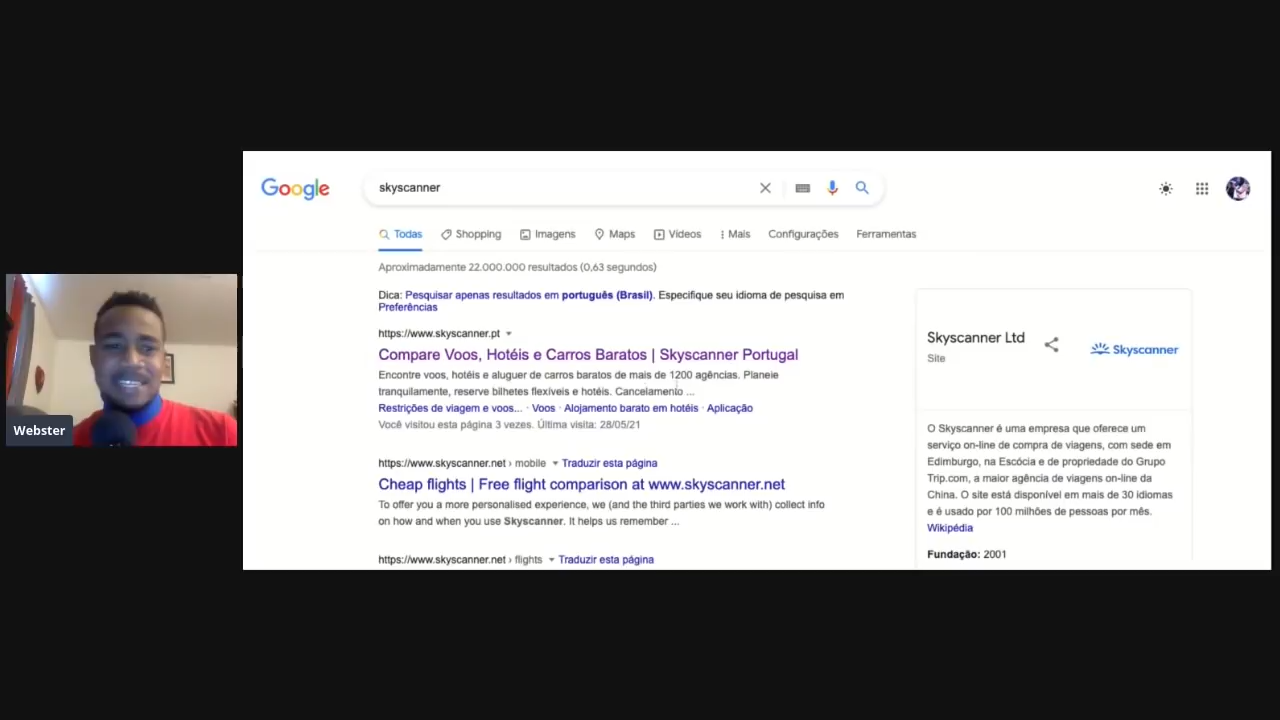 Google
skyscanner
Todas Shopping Imagens Maps Vídeos Mais Configurações Ferramentas
Aproximadamente 22.000.000 resultados (0,63 segundos)
Dica: Pesquisar apenas resultados em português (Brasil). Especifique seu idioma de pesquisa em
Preferências
https://www.skyscanner.pt
Compare Voos, Hotéis e Carros Baratos | Skyscanner Portugal
Encontre voos, hotéis e aluguer de carros baratos de mais de 1200 agências. Planeie
tranquilamente, reserve bilhetes flexíveis e hotéis. Cancelamento ...
Restrições de viagem e voos... · Voos · Alojamento barato em hotéis · Aplicação
Você visitou esta página 3 vezes. Última visita: 28/05/21
https://www.skyscanner.net › mobile Traduzir esta página
Cheap flights | Free flight comparison at www.skyscanner.net
To offer you a more personalised experience, we (and the third parties we work with) collect info
on how and when you use Skyscanner. It helps us remember ...
https://www.skyscanner.net › flights Traduzir esta página
Skyscanner Ltd
Site
Skyscanner
O Skyscanner é uma empresa que oferece um
serviço on-line de compra de viagens, com sede em
Edimburgo, na Escócia e de propriedade do Grupo
Trip.com, a maior agência de viagens on-line da
China. O site está disponível em mais de 30 idiomas
e é usado por 100 milhões de pessoas por mês.
Wikipédia
Fundação: 2001
Webster